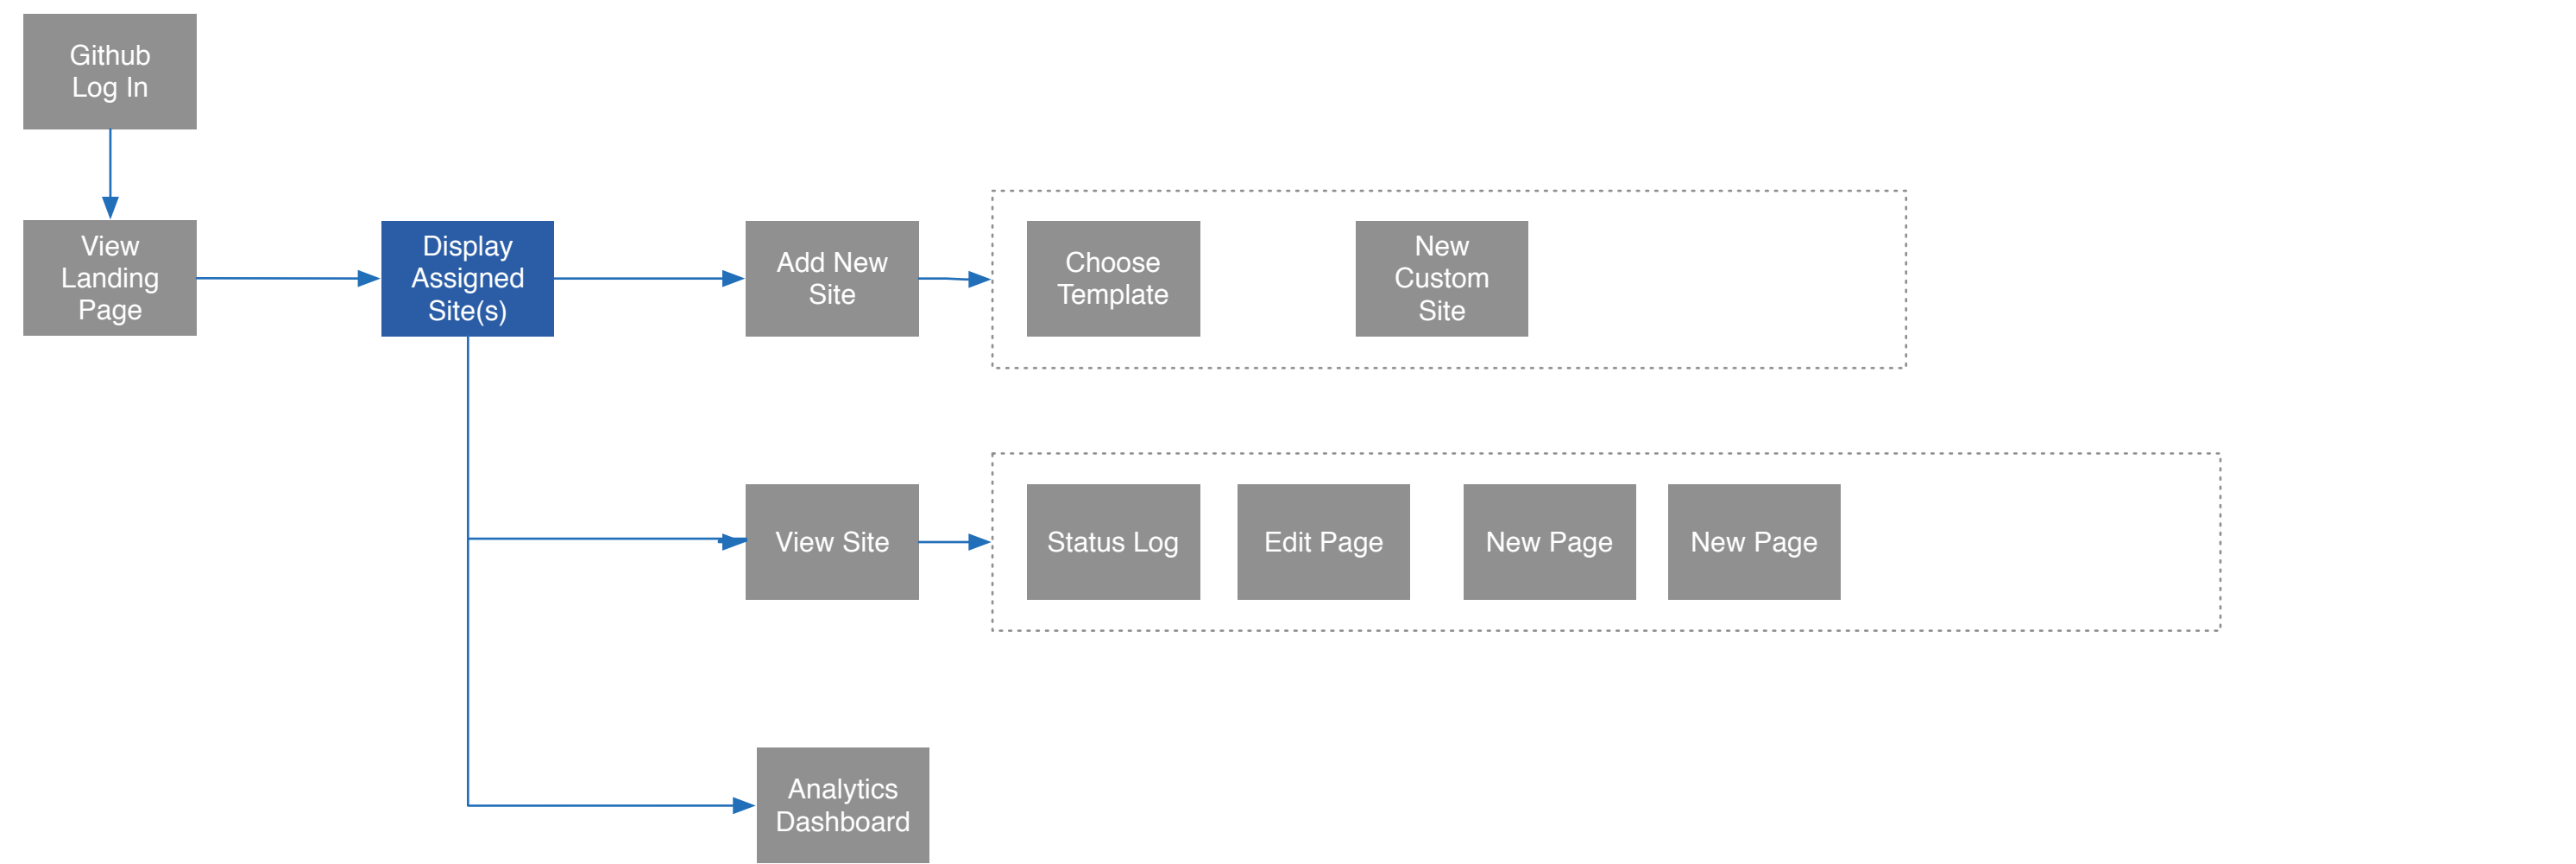 Github
Log In
View
Landing
Page
Display
Assigned
Site(s)
Add New
Site
Choose
Template
New
Custom
Site
View Site
Status Log
Edit Page
New Page
New Page
Analytics
Dashboard